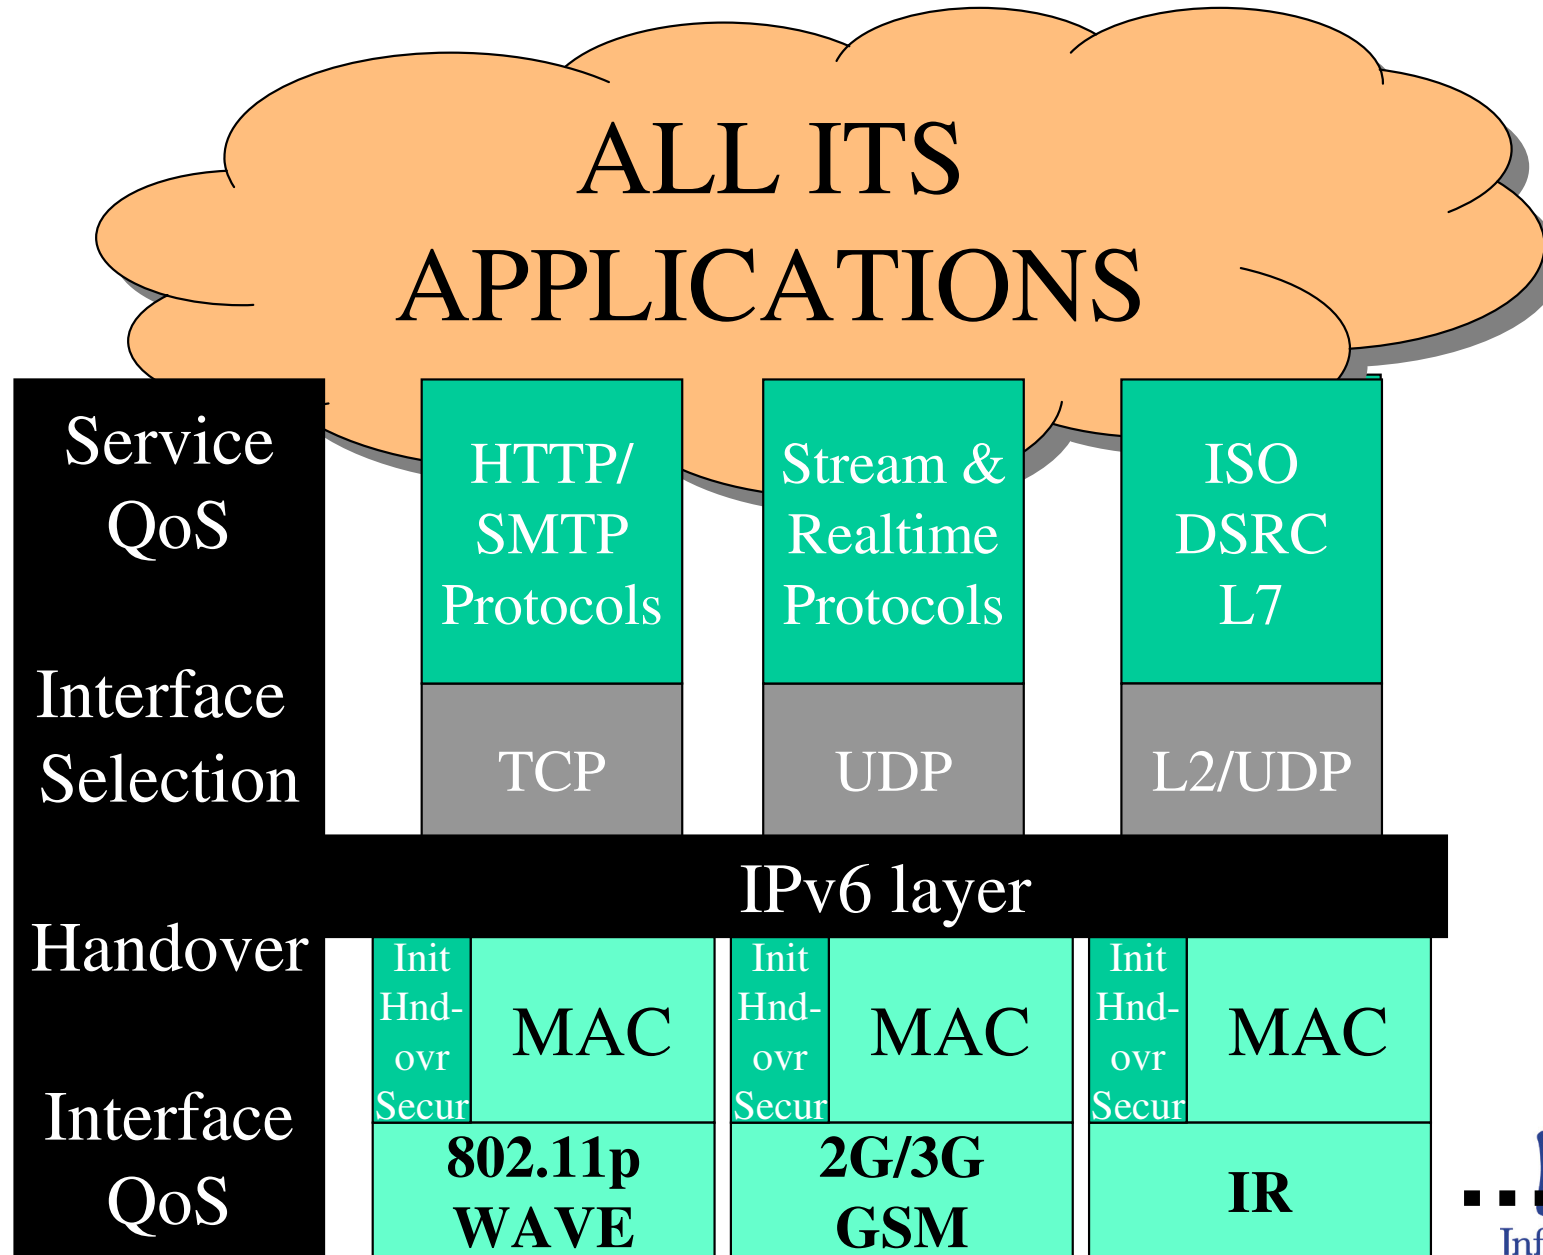 ALL ITS
APPLICATIONS
Service
QoS
Interface
Selection
Handover
Interface
QoS
HTTP/
SMTP
Protocols
Stream &
Realtime
Protocols
ISO
DSRC
L7
TCP
UDP
L2/UDP
IPv6 layer
Init
Hnd-
ovr
Secur
MAC
Init
Hnd-
ovr
Secur
MAC
Init
Hnd-
ovr
Secur
MAC
802.11p
WAVE
2G/3G
GSM
IR